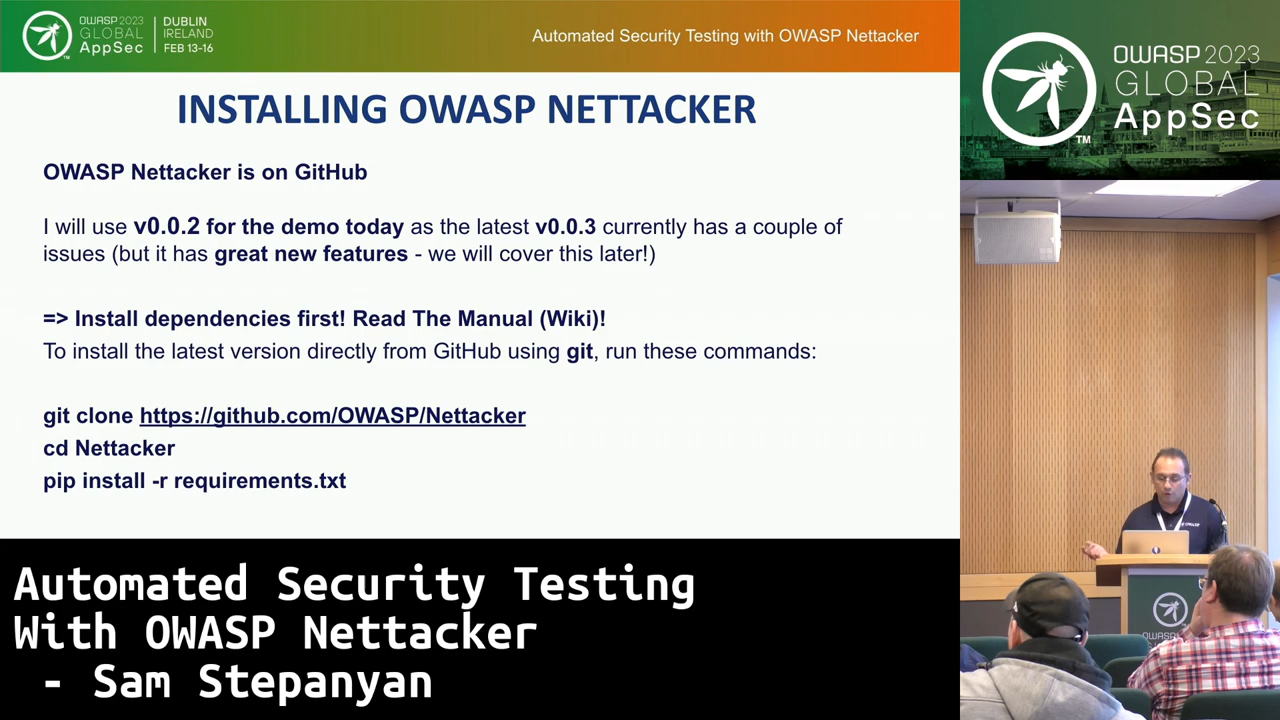 OWASP 2023
GLOBAL
AppSec
TM
DUBLIN
IRELAND
FEB 13-16
Automated Security Testing with OWASP Nettacker
INSTALLING OWASP NETTACKER
OWASP Nettacker is on GitHub
I will use v0.0.2 for the demo today as the latest v0.0.3 currently has a couple of
issues (but it has great new features - we will cover this later!)
=> Install dependencies first! Read The Manual (Wiki)!
To install the latest version directly from GitHub using git, run these commands:
git clone https://github.com/OWASP/Nettacker
cd Nettacker
pip install -r requirements.txt
Automated Security Testing
With OWASP Nettacker
- Sam Stepanyan
OWASP 2023
GLOBAL
AppSec
TM
OWASP
OWASP